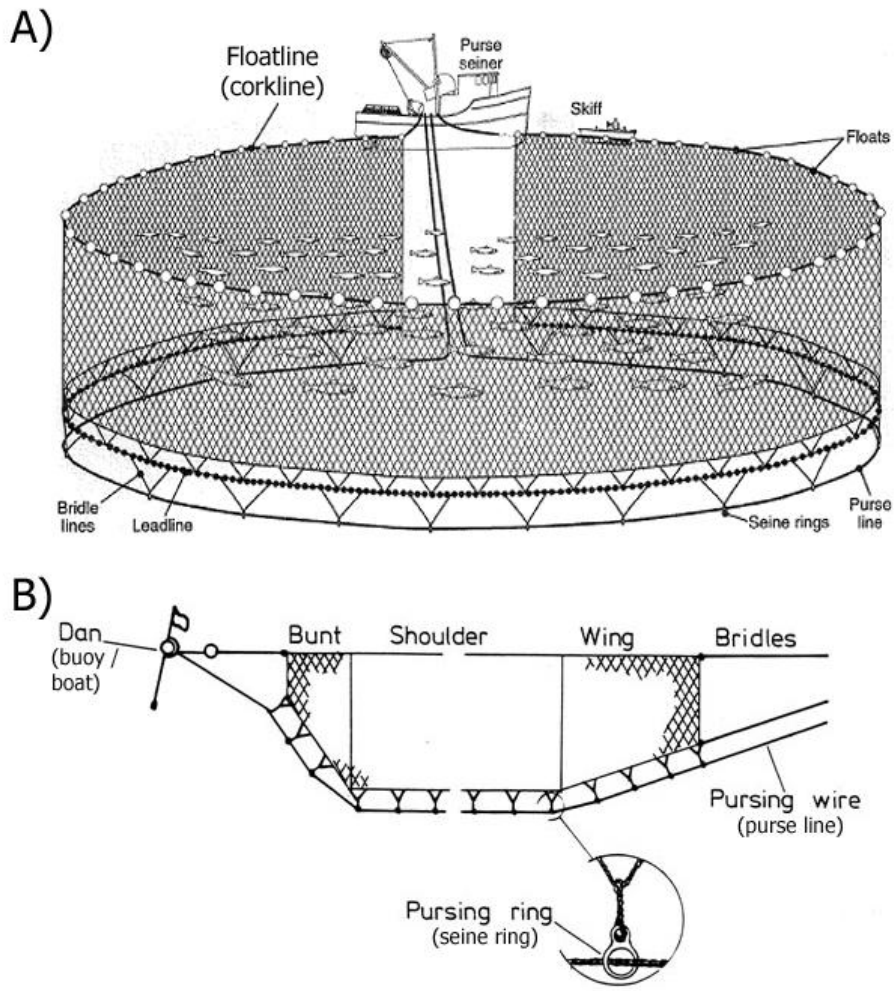 A)
Floatline
(corkline)
Purse
seiner
Skiff
Floats
Bridle
lines
Leadline
Seine rings
Purse
line
B)
Dan
(buoy /
boat)
Bunt
Shoulder
Wing
Bridles
Pursing wire
(purse line)
Pursing ring
(seine ring)